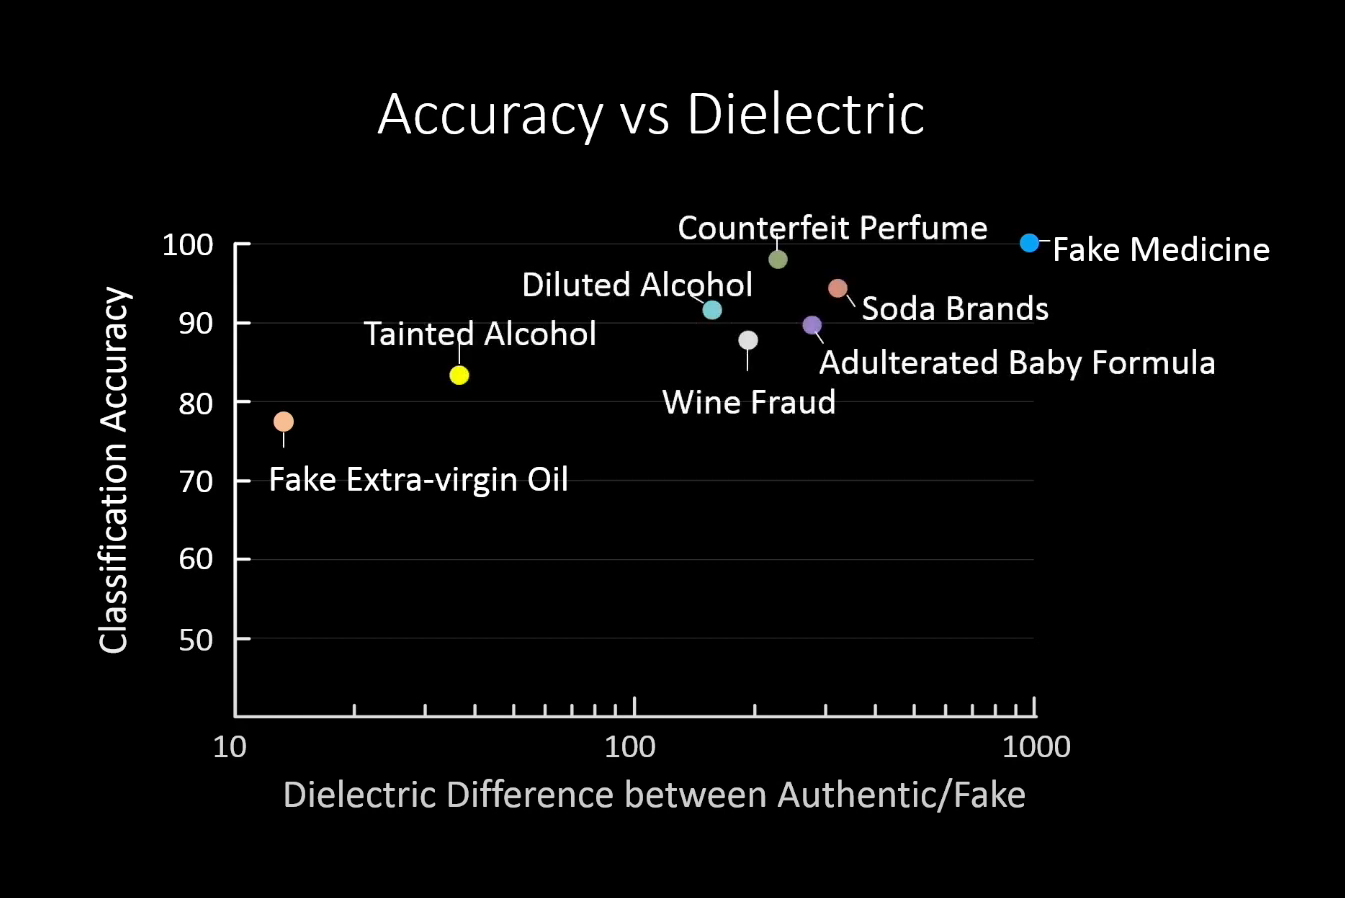 Accuracy vs Dielectric
Counterfeit Perfume
Fake Medicine
Diluted Alcohol
Soda Brands
Tainted Alcohol
Adulterated Baby Formula
Wine Fraud
Fake Extra-virgin Oil
Classification Accuracy
100
90
80
70
60
50
10
100
1000
Dielectric Difference between Authentic/Fake